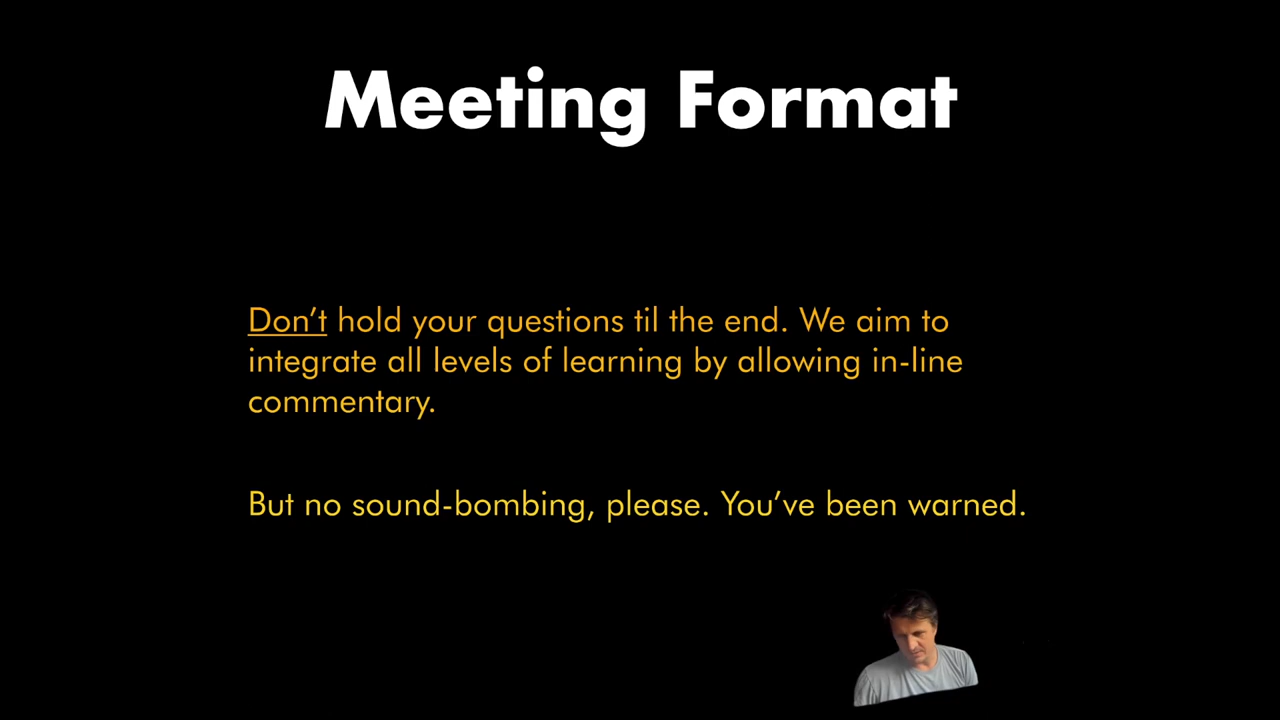 Meeting Format
Don’t hold your questions til the end. We aim to
integrate all levels of learning by allowing in-line
commentary.
But no sound-bombing, please. You’ve been warned.